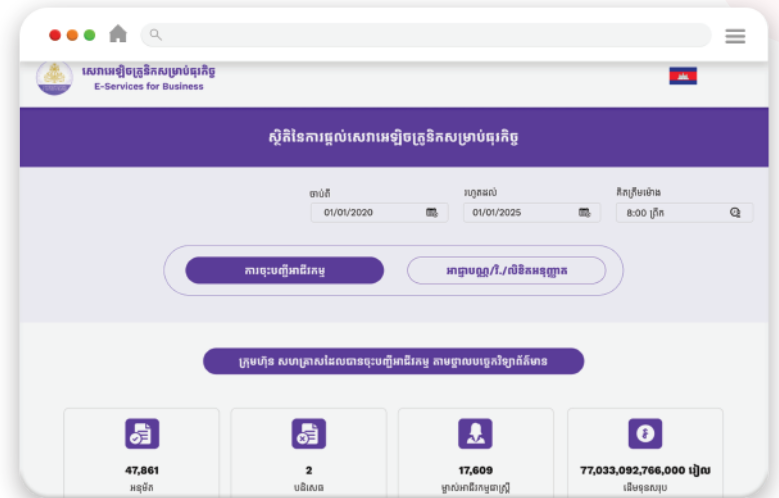 សេវាអេឡិចត្រូនិកសម្រាប់ធុរកិច្ច
E-Services for Business
ស្ថិតិនៃការផ្តល់សេវាអេឡិចត្រូនិកសម្រាប់ធុរកិច្ច
ចាប់ពី
រហូតដល់
គិតត្រឹមម៉ោង
01/01/2020
01/01/2025
8:00 ព្រឹក
ការចុះបញ្ជីអាជីវកម្ម
អាជ្ញាបណ្ណ/វិ./លិខិតអនុញ្ញាត
ក្រុមហ៊ុន សហគ្រាសដែលបានចុះបញ្ជីអាជីវកម្ម តាមថ្នាលបច្ចេកវិទ្យាព័ត៌មាន
47,861
អនុម័ត
2
បដិសេធ
17,609
ម្ចាស់អាជីវកម្មជាស្ត្រី
77,033,092,766,000 រៀល
ដើមទុនសរុប